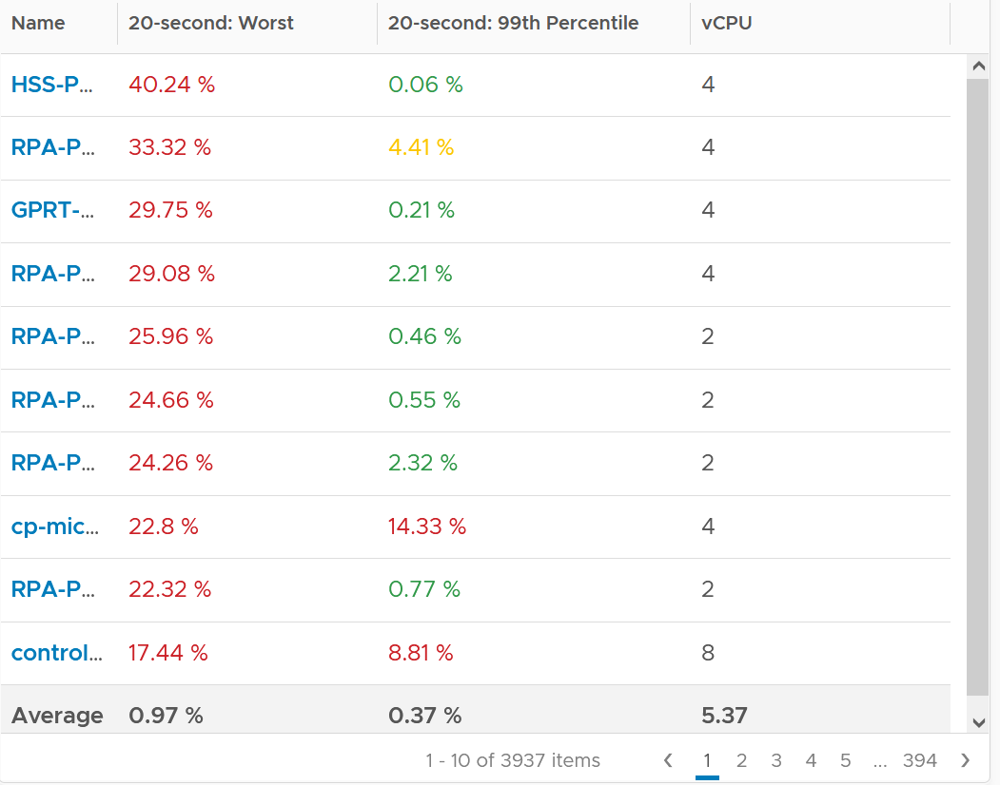 Name 20-second: Worst 20-second: 99th Percentile vCPU
HSS-P... 40.24 % 0.06 % 4
RPA-P... 33.32 % 4.41 % 4
GPRT-... 29.75 % 0.21 % 4
RPA-P... 29.08 % 2.21 % 4
RPA-P... 25.96 % 0.46 % 2
RPA-P... 24.66 % 0.55 % 2
RPA-P... 24.26 % 2.32 % 2
cp-mic... 22.8 % 14.33 % 4
RPA-P... 22.32 % 0.77 % 2
control... 17.44 % 8.81 % 8
Average 0.97 % 0.37 % 5.37
1 - 10 of 3937 items 1 2 3 4 5 ... 394